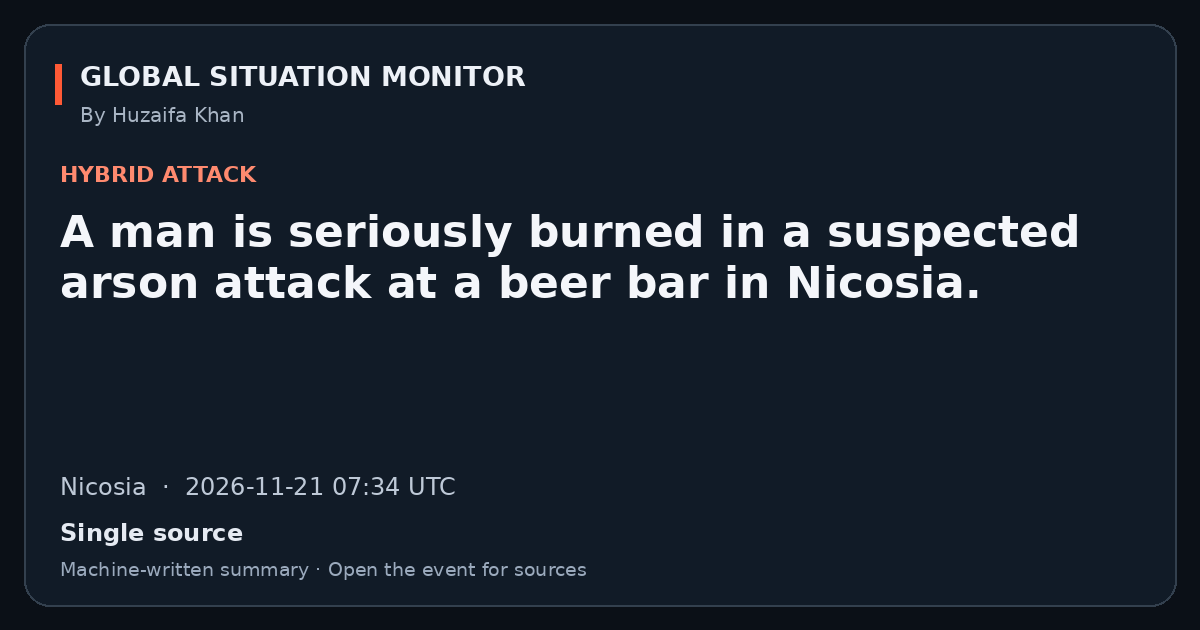 GLOBAL SITUATION MONITOR
By Huzaifa Khan
HYBRID ATTACK
A man is seriously burned in a suspected
arson attack at a beer bar in Nicosia.
Nicosia · 2026-11-21 07:34 UTC
Single source
Machine-written summary · Open the event for sources